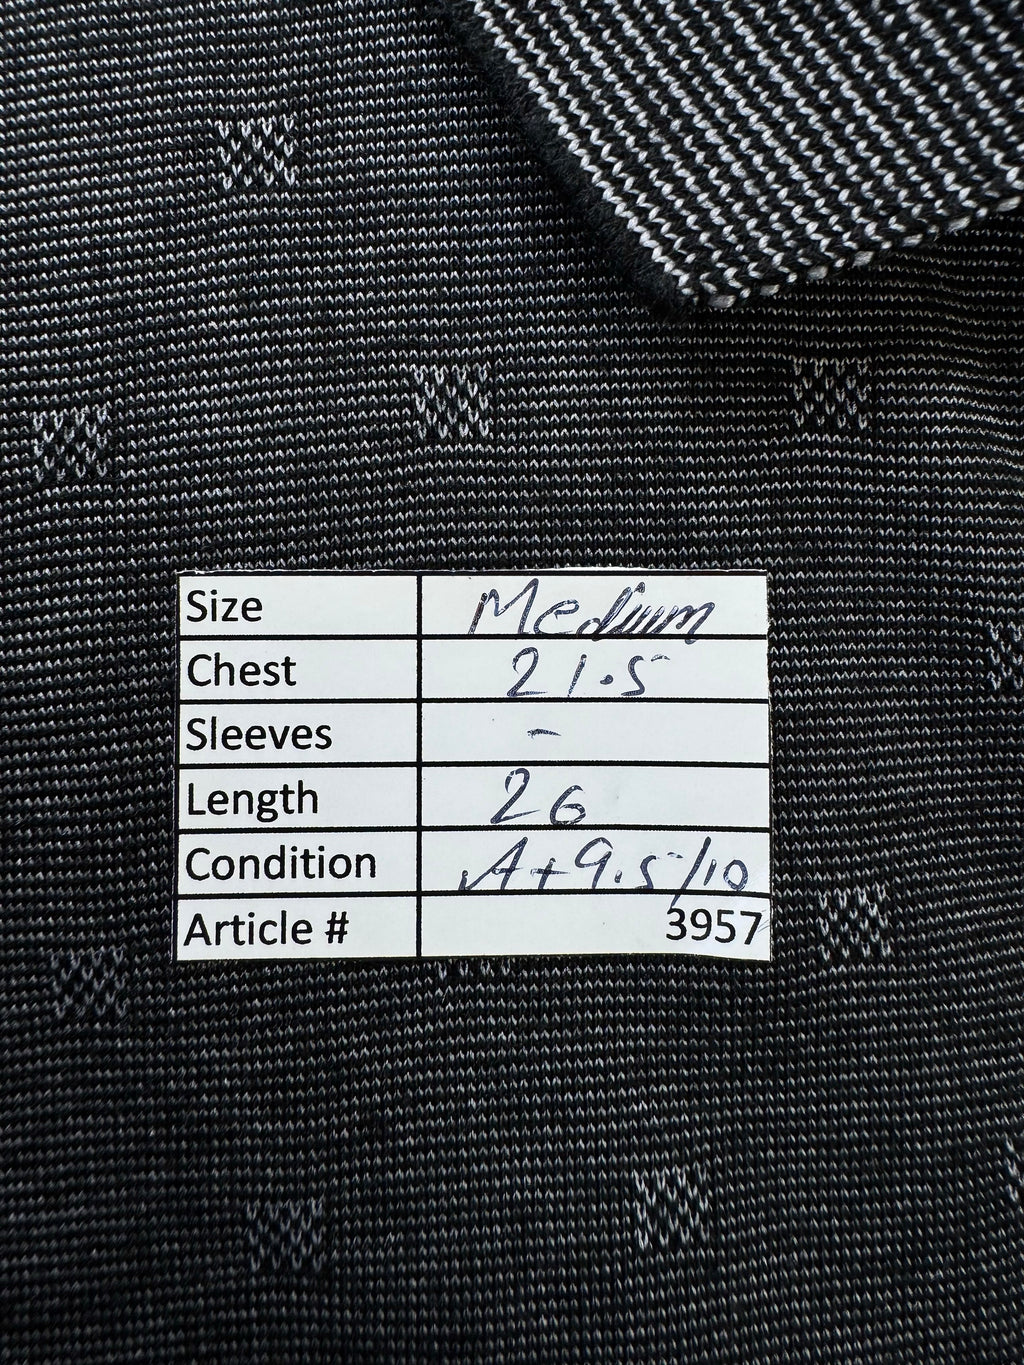 Size Medium
Chest 21.5
Sleeves -
Length 26
Condition A+9.5/10
Article # 3957